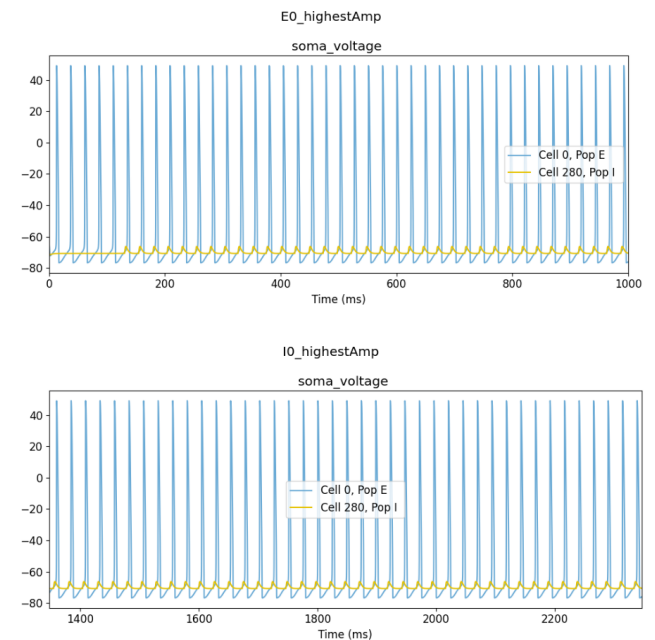 E0_highestAmp
soma_voltage
40
20
0
−20
−40
−60
−80
Cell 0, Pop E
Cell 280, Pop I
0 200 400 600 800 1000
Time (ms)
I0_highestAmp
soma_voltage
40
20
0
−20
−40
−60
−80
Cell 0, Pop E
Cell 280, Pop I
1400 1600 1800 2000 2200
Time (ms)